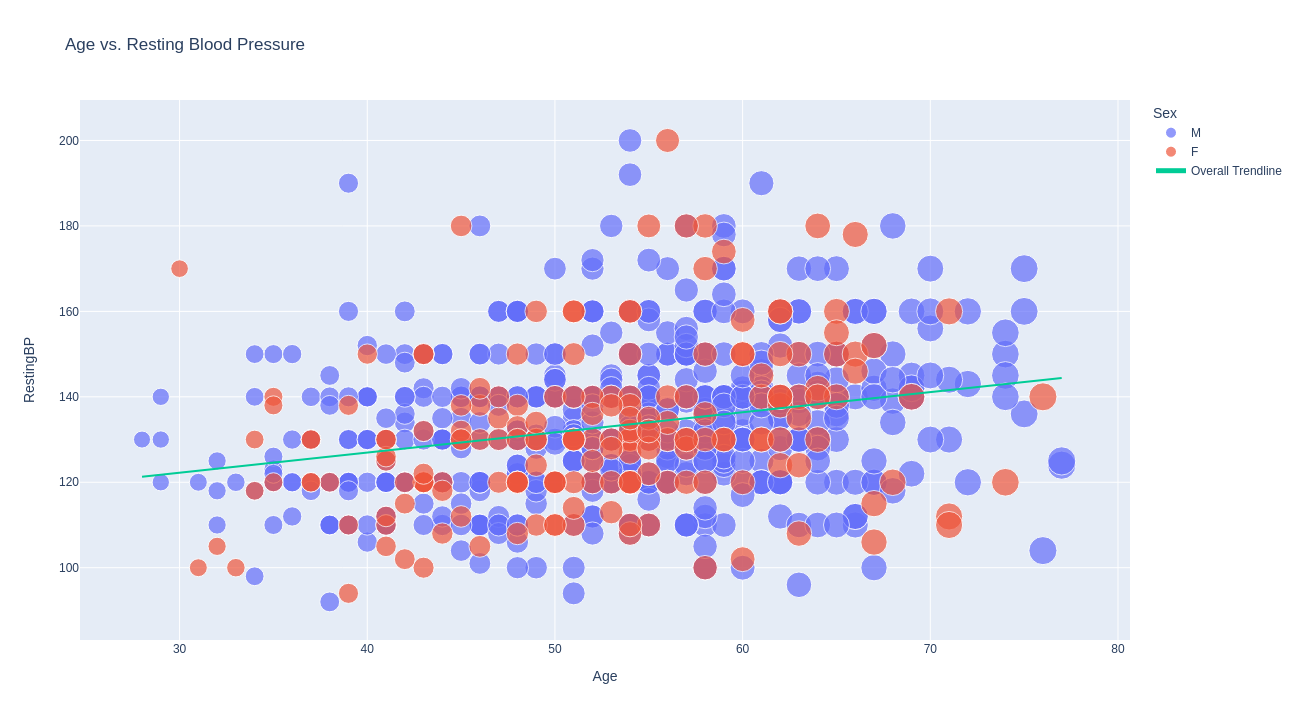 Age vs. Resting Blood Pressure
Sex
M
F
Overall Trendline
RestingBP
200
180
160
140
120
100
30
40
50
60
70
80
Age